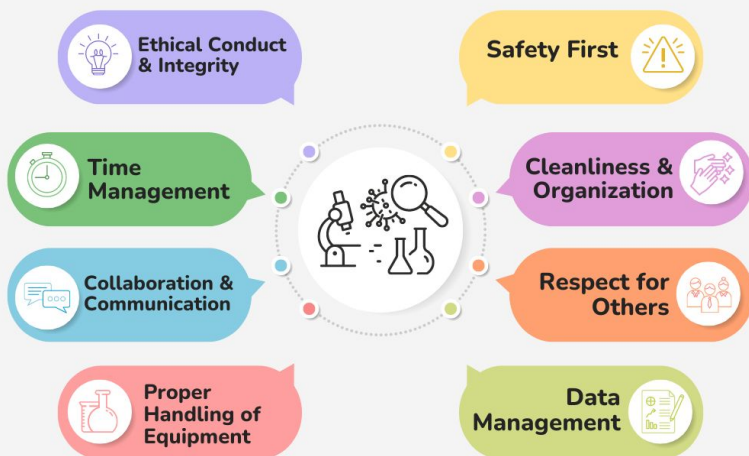 Ethical Conduct
& Integrity
Safety First
Time
Management
Cleanliness &
Organization
Collaboration &
Communication
Respect for
Others
Proper
Handling of
Equipment
Data
Management